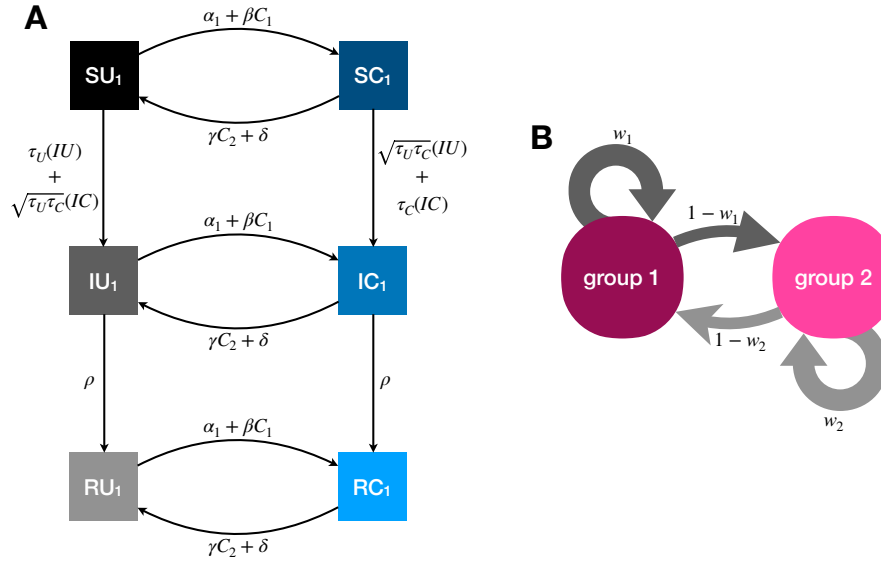 A
α₁ + βC₁
SU₁
SC₁
γC₂ + δ
τ_U(IU)
+
√τ_Uτ_C(IC)
√τ_Uτ_C(IU)
+
τ_C(IC)
α₁ + βC₁
IU₁
IC₁
γC₂ + δ
ρ
ρ
α₁ + βC₁
RU₁
RC₁
γC₂ + δ
B
w₁
1 − w₁
group 1
group 2
1 − w₂
w₂